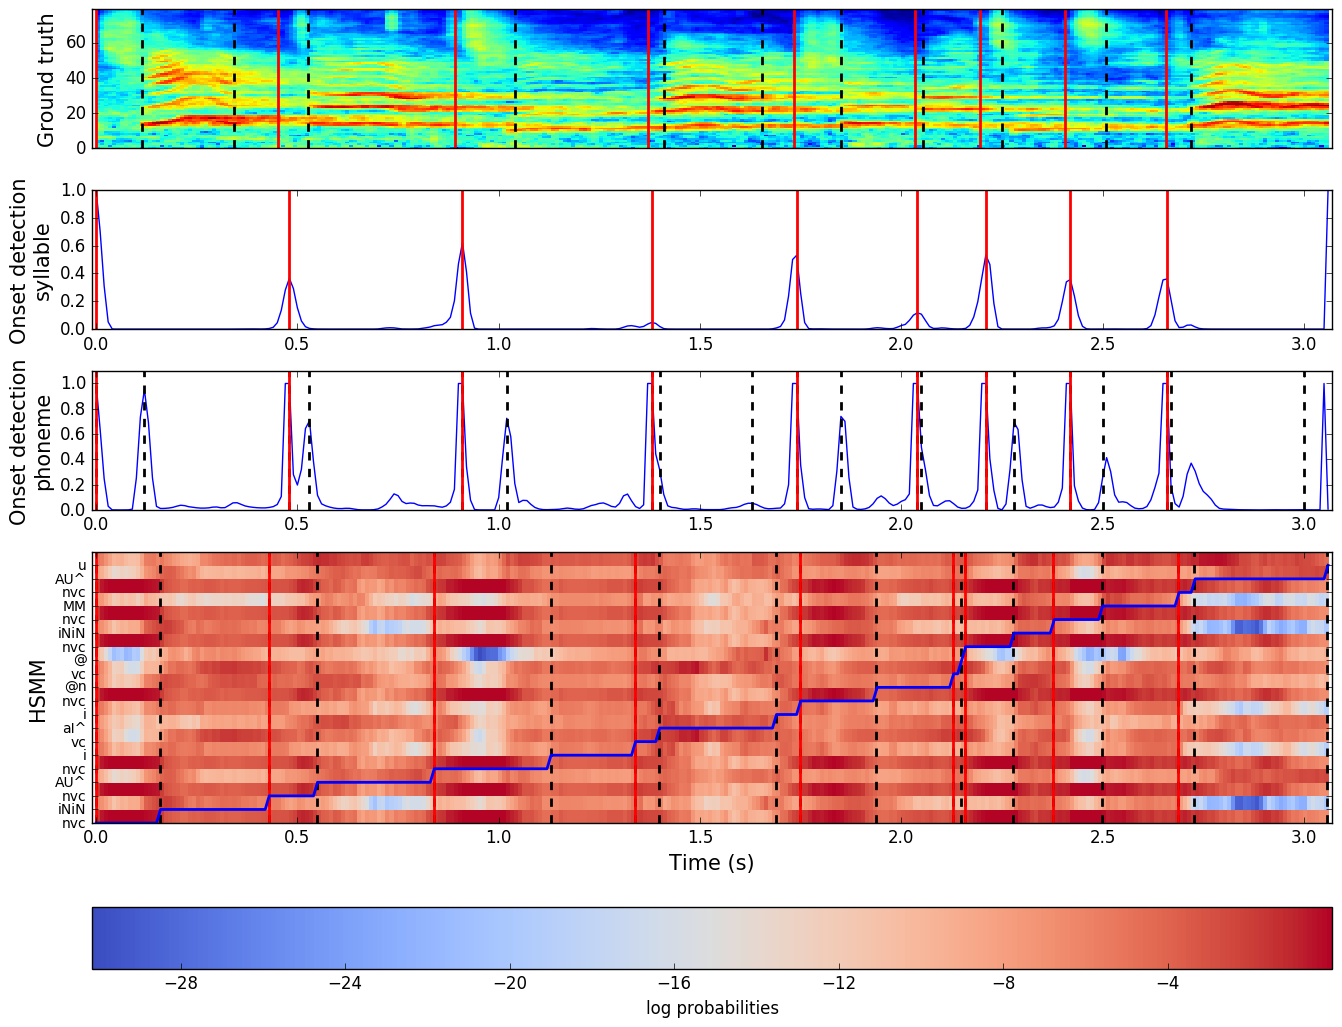 Ground truth
60
40
20
0
Onset detection
syllable
1.0
0.8
0.6
0.4
0.2
0.0
0.0 0.5 1.0 1.5 2.0 2.5 3.0
Onset detection
phoneme
1.0
0.8
0.6
0.4
0.2
0.0
0.0 0.5 1.0 1.5 2.0 2.5 3.0
HSMM
u
AU^
nvc
MM
nvc
iNiN
nvc
@
vc
@n
nvc
i
aI^
vc
i
nvc
AU^
nvc
iNiN
nvc
0.0 0.5 1.0 1.5 2.0 2.5 3.0
Time (s)
−28 −24 −20 −16 −12 −8 −4
log probabilities